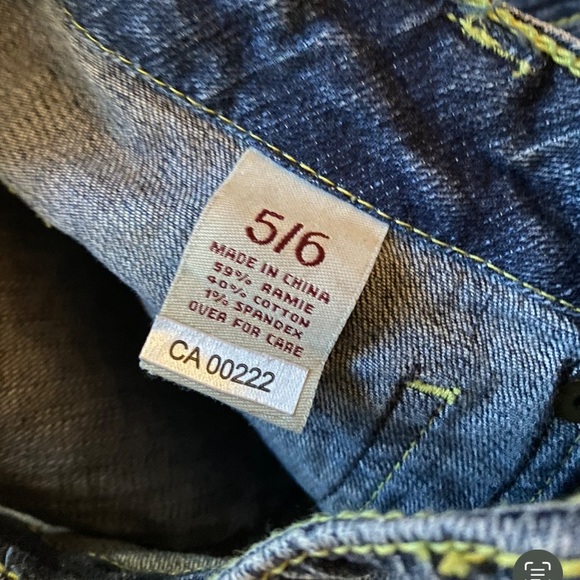 5/6
MADE IN CHINA
59% RAMIE
40% COTTON
1% SPANDEX
OVER FOR CARE
CA 00222